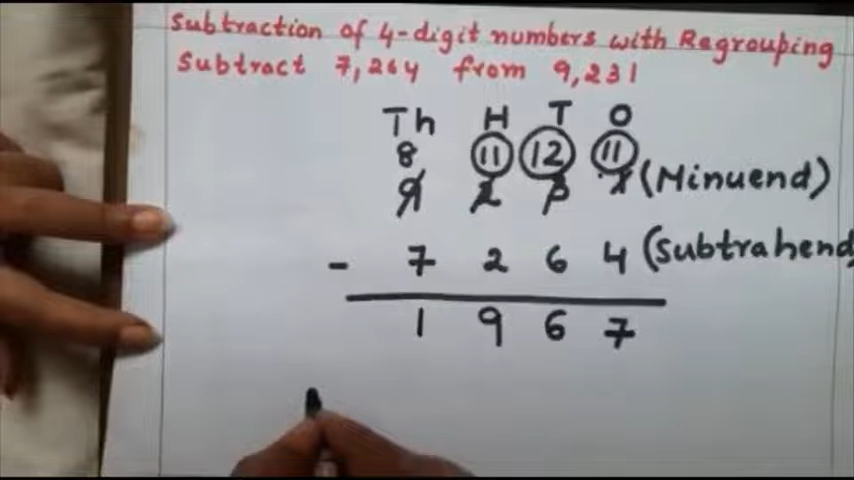 Subtraction of 4-digit numbers with Regrouping
Subtract 7,264 from 9,231
Th H T O
8 11 12 11
9 2 3 1 (Minuend)
- 7 2 6 4 (Subtrahend)
1 9 6 7